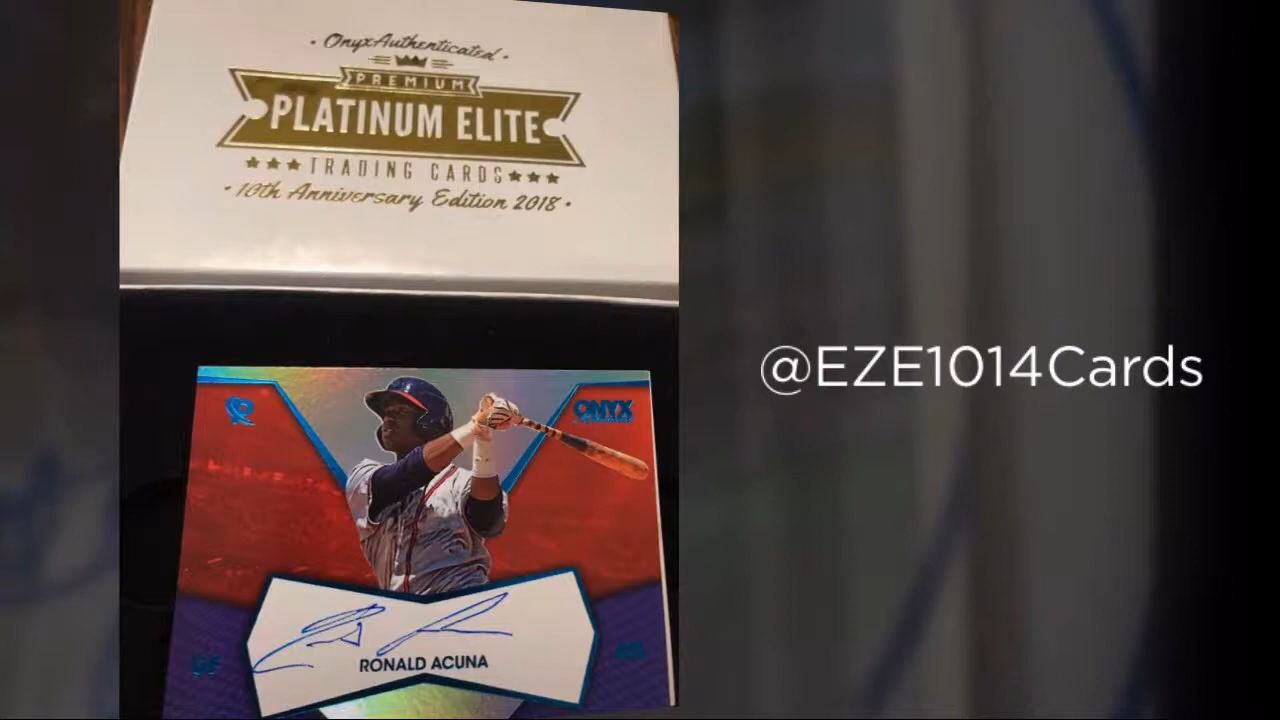 • OnyxAuthenticated •
PREMIUM
PLATINUM ELITE
★★★TRADING CARDS★★★
• 10th Anniversary Edition 2018 •
@EZE1014Cards
ONYX
RONALD ACUNA